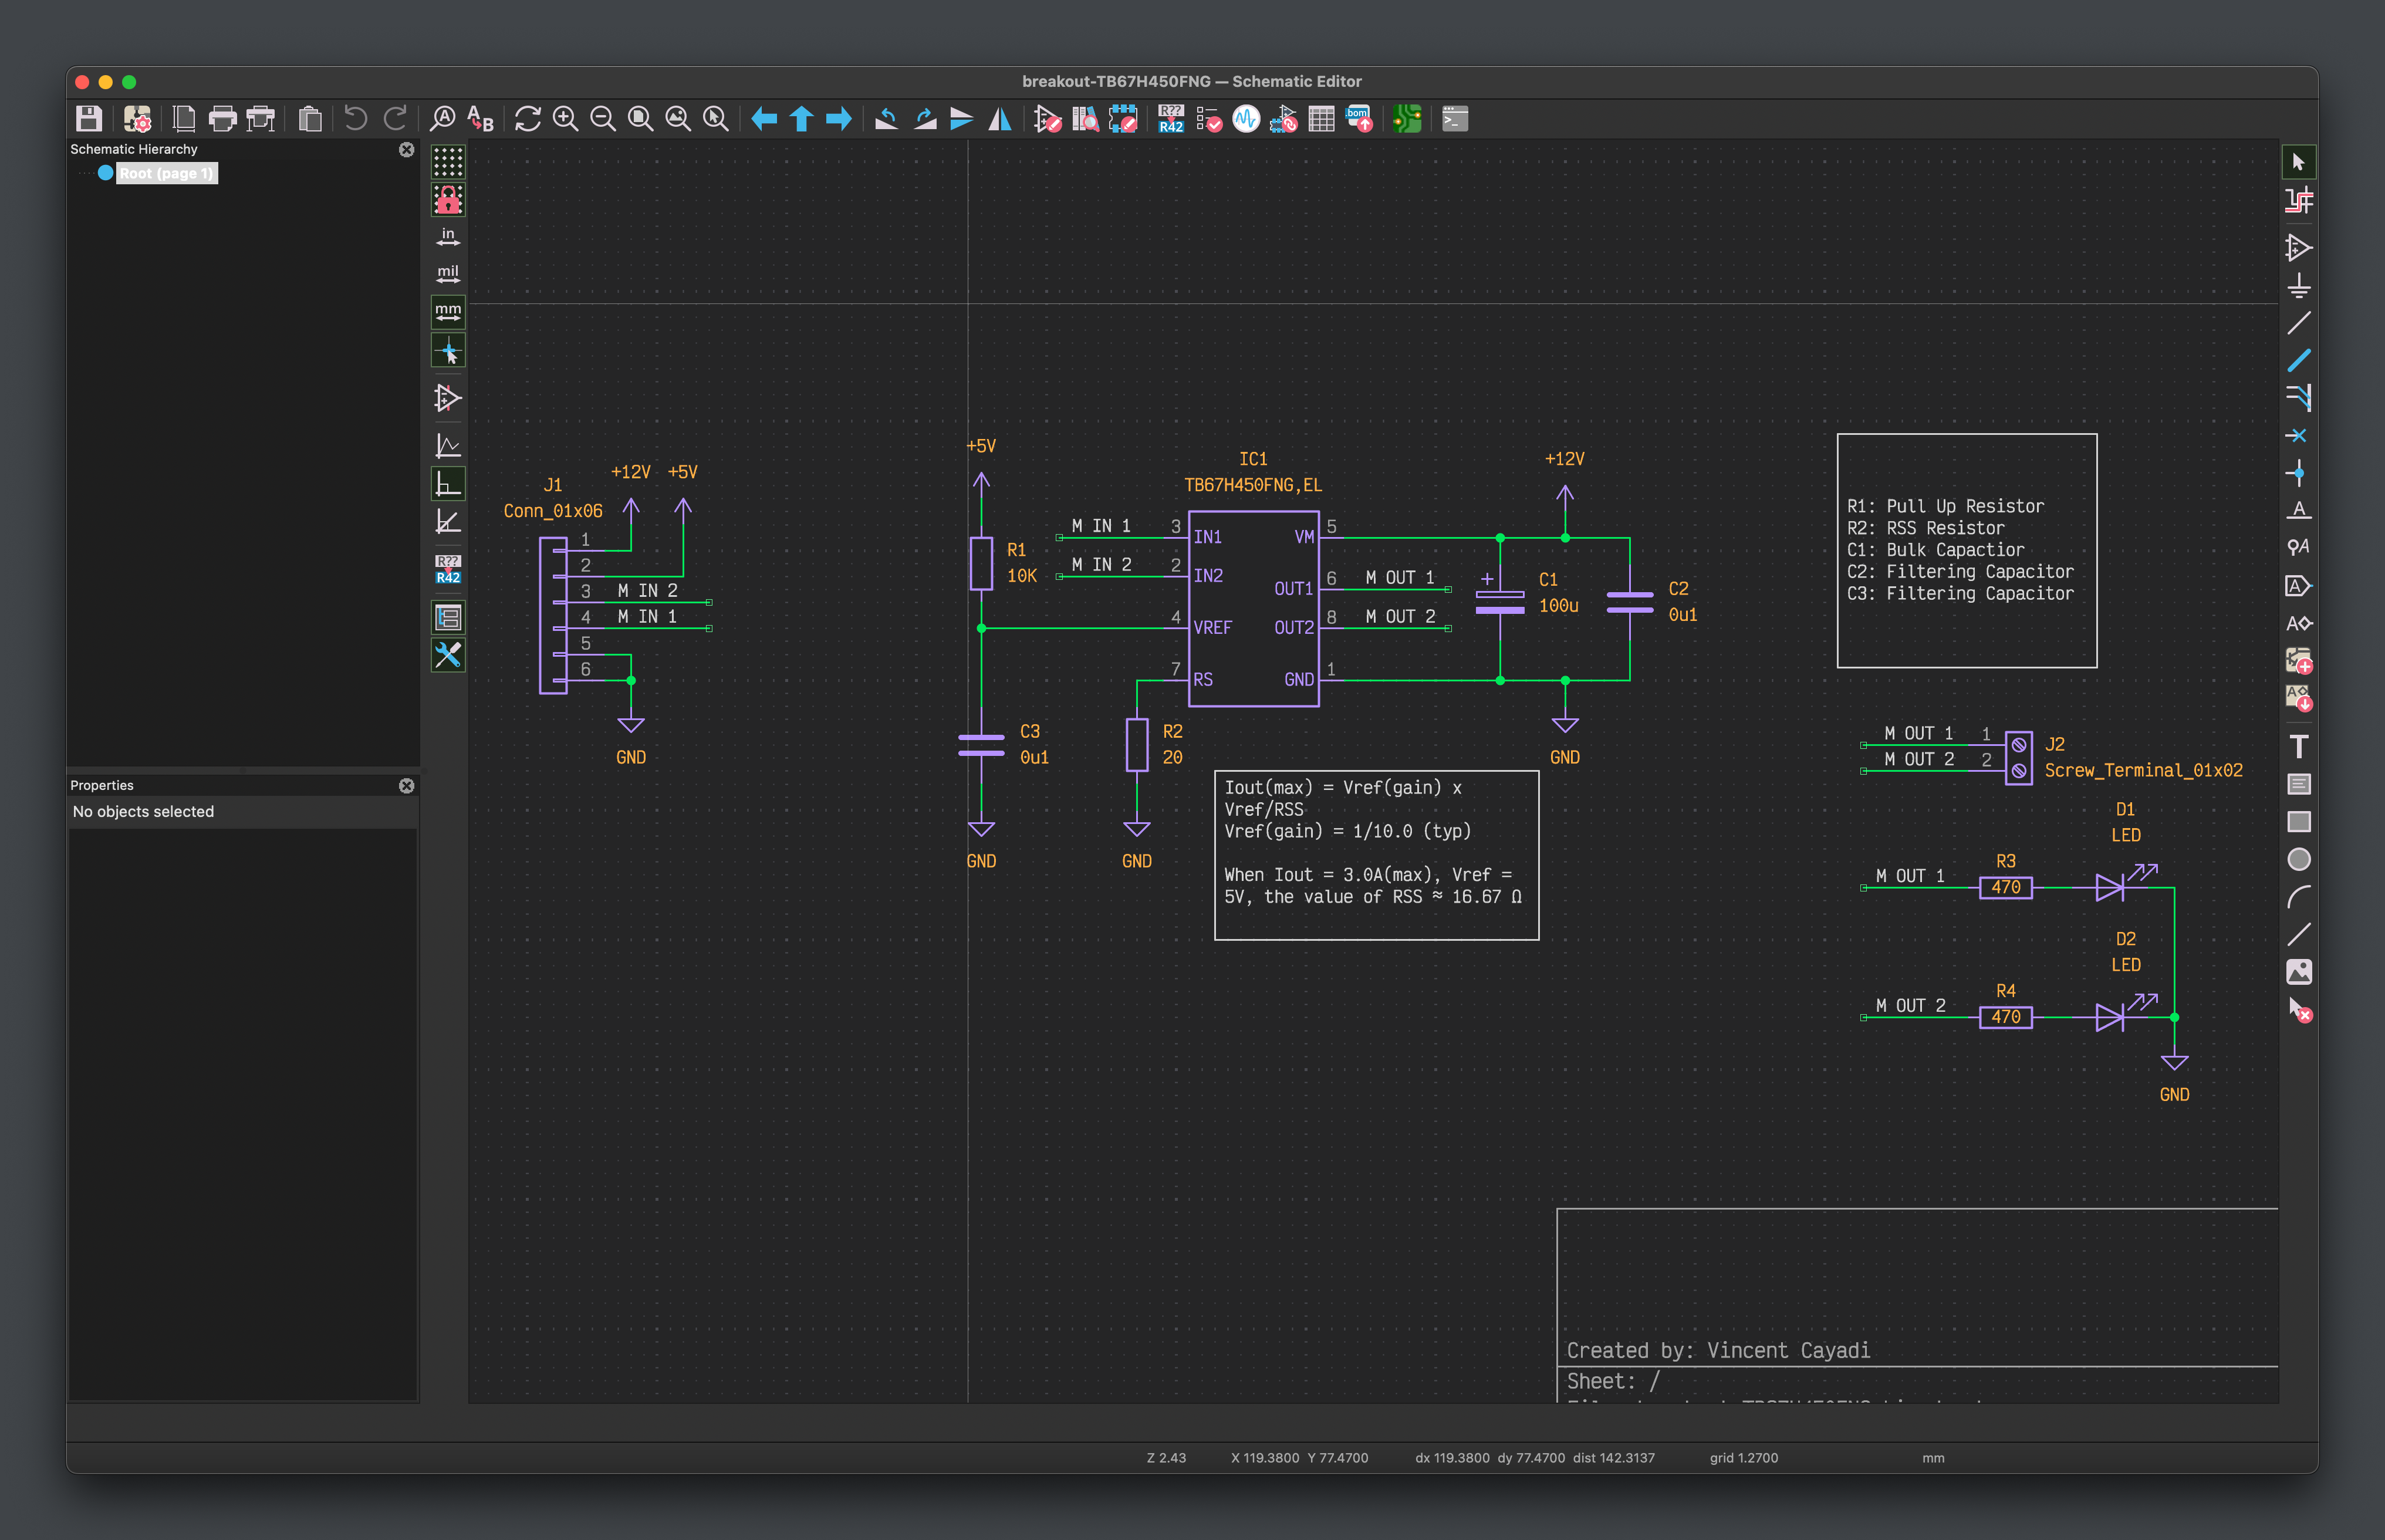 breakout-TB67H450FNG — Schematic Editor
A
B
R??
R42
bom
>_
Schematic Hierarchy
Root (page 1)
in
mil
mm
R??
R42
Properties
No objects selected
J1
Conn_01x06
+12V +5V
1
2
3 M IN 2
4 M IN 1
5
6
GND
+5V
R1
10K
C3
0u1
GND
R2
20
GND
IC1
TB67H450FNG,EL
M IN 1 3 IN1
M IN 2 2 IN2
4 VREF
7 RS
VM 5
OUT1 6 M OUT 1
OUT2 8 M OUT 2
GND 1
+12V
+
C1
100u
C2
0u1
GND
Iout(max) = Vref(gain) x
Vref/RSS
Vref(gain) = 1/10.0 (typ)
When Iout = 3.0A(max), Vref =
5V, the value of RSS ≈ 16.67 Ω
R1: Pull Up Resistor
R2: RSS Resistor
C1: Bulk Capactior
C2: Filtering Capacitor
C3: Filtering Capacitor
M OUT 1 1
M OUT 2 2
J2
Screw_Terminal_01x02
D1
LED
R3
M OUT 1 470
D2
LED
R4
M OUT 2 470
GND
Created by: Vincent Cayadi
Sheet: /
A
A
A
A
A
T
Z 2.43 X 119.3800 Y 77.4700 dx 119.3800 dy 77.4700 dist 142.3137 grid 1.2700 mm